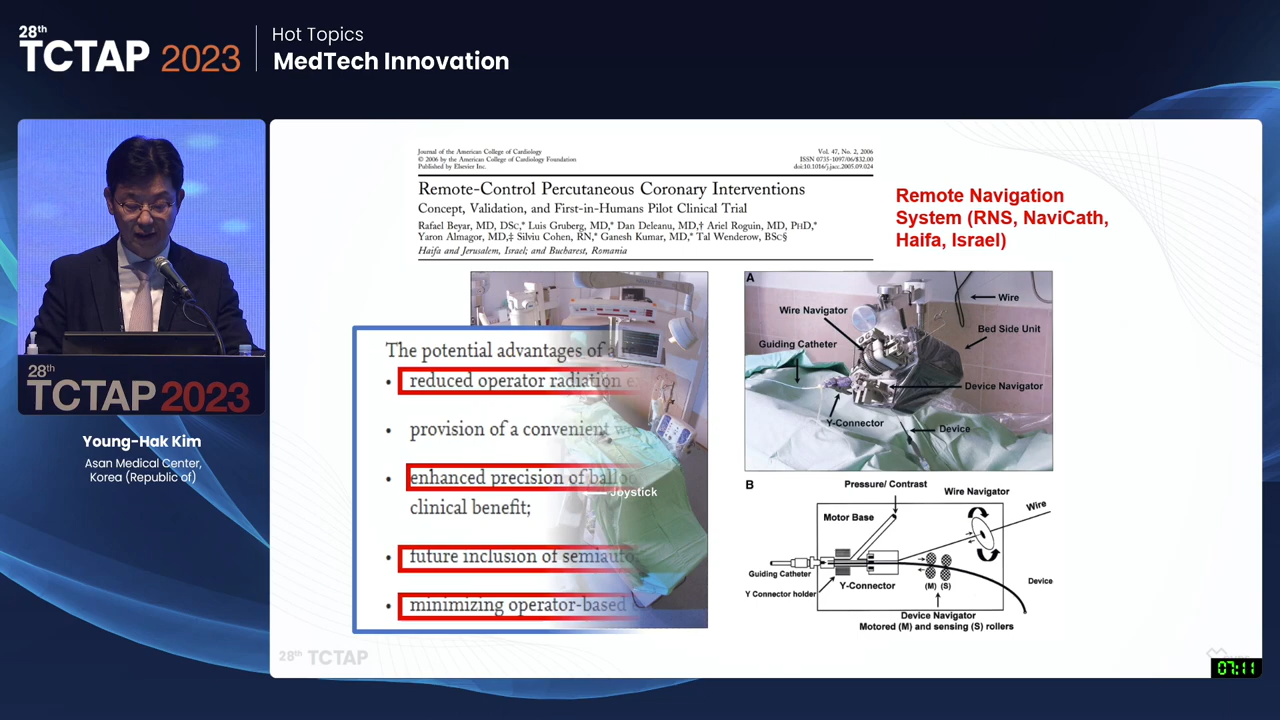 28th
TCTAP 2023
Hot Topics
MedTech Innovation
28th
TCTAP 2023
Young-Hak Kim
Asan Medical Center,
Korea (Republic of)
Journal of the American College of Cardiology
© 2006 by the American College of Cardiology Foundation
Published by Elsevier Inc.
Vol. 47, No. 2, 2006
ISSN 0735-1097/06/$32.00
doi:10.1016/j.jacc.2005.09.024
Remote-Control Percutaneous Coronary Interventions
Concept, Validation, and First-in-Humans Pilot Clinical Trial
Rafael Beyar, MD, DSc,* Luis Gruberg, MD,* Dan Deleanu, MD,† Ariel Roguin, MD, PhD,*
Yaron Almagor, MD,‡ Silviu Cohen, RN,* Ganesh Kumar, MD,* Tal Wenderow, BSc§
Haifa and Jerusalem, Israel; and Bucharest, Romania
Remote Navigation
System (RNS, NaviCath,
Haifa, Israel)
The potential advantages of a
• reduced operator radiation
• provision of a convenient
• enhanced precision of
clinical benefit;
• future inclusion of
• minimizing operator-based
Joystick
A
Wire
Wire Navigator
Bed Side Unit
Guiding Catheter
Device Navigator
Y-Connector
Device
B
Pressure/ Contrast
Wire Navigator
Motor Base
Wire
Guiding Catheter
Y-Connector
(M) (S)
Device
Y Connector holder
Device Navigator
Motored (M) and sensing (S) rollers
28th TCTAP
07:11